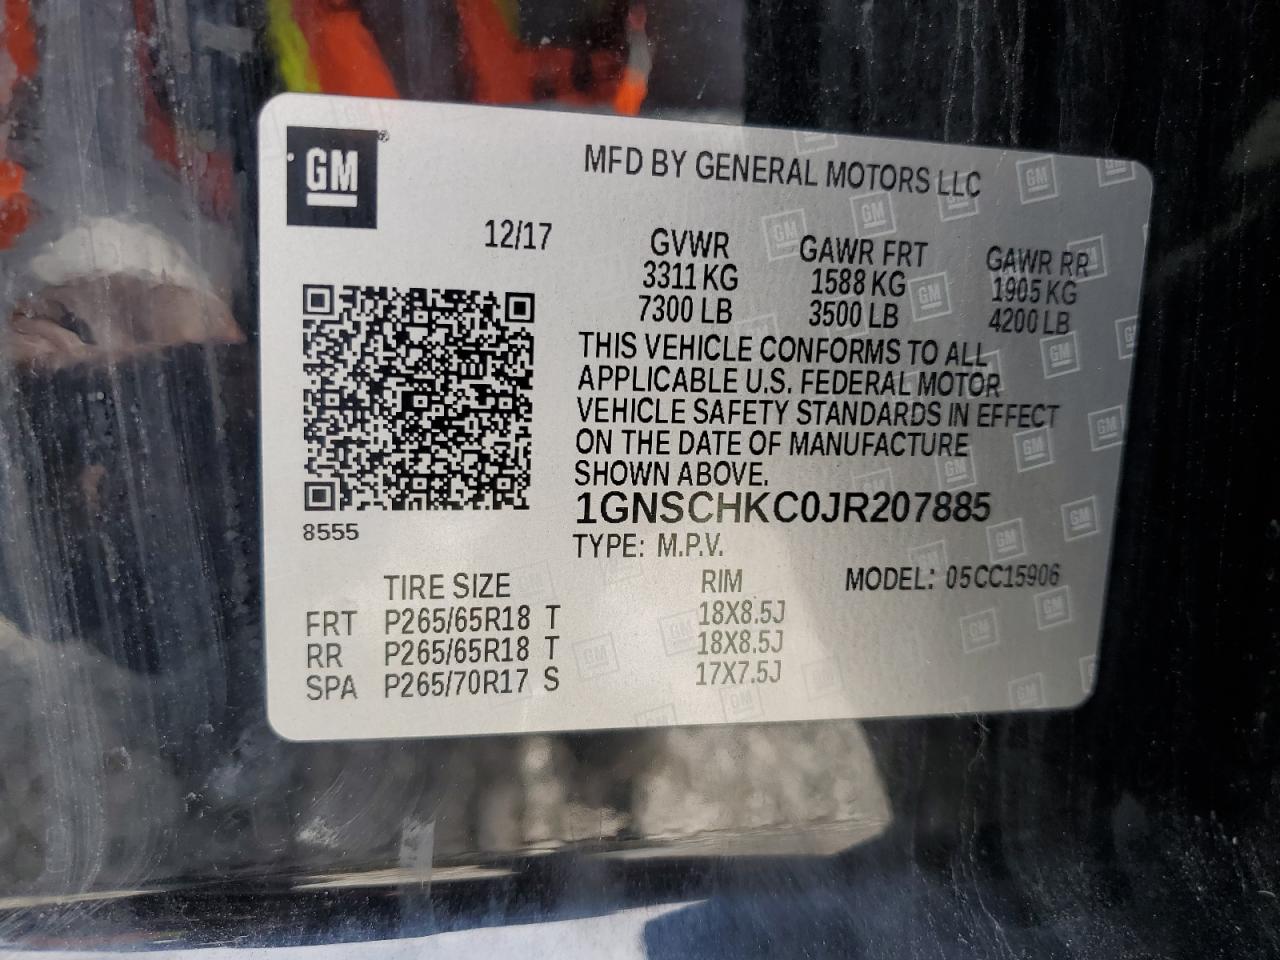 GM®
MFD BY GENERAL MOTORS LLC
12/17
GVWR GAWR FRT GAWR RR
3311 KG 1588 KG 1905 KG
7300 LB 3500 LB 4200 LB
THIS VEHICLE CONFORMS TO ALL
APPLICABLE U.S. FEDERAL MOTOR
VEHICLE SAFETY STANDARDS IN EFFECT
ON THE DATE OF MANUFACTURE
SHOWN ABOVE.
1GNSCHKC0JR207885
8555
TYPE: M.P.V.
MODEL: 05CC15906
TIRE SIZE RIM
FRT P265/65R18 T 18X8.5J
RR P265/65R18 T 18X8.5J
SPA P265/70R17 S 17X7.5J